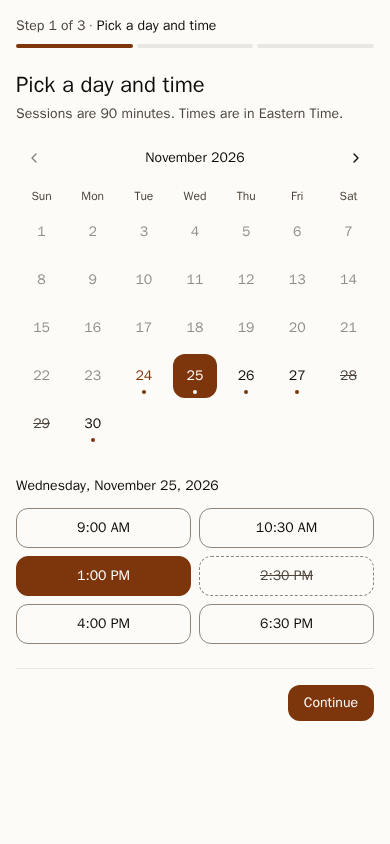 Step 1 of 3 · Pick a day and time
Pick a day and time
Sessions are 90 minutes. Times are in Eastern Time.
November 2026
Sun Mon Tue Wed Thu Fri Sat
1 2 3 4 5 6 7
8 9 10 11 12 13 14
15 16 17 18 19 20 21
22 23 24 25 26 27 28
29 30
Wednesday, November 25, 2026
9:00 AM 10:30 AM
1:00 PM 2:30 PM
4:00 PM 6:30 PM
Continue